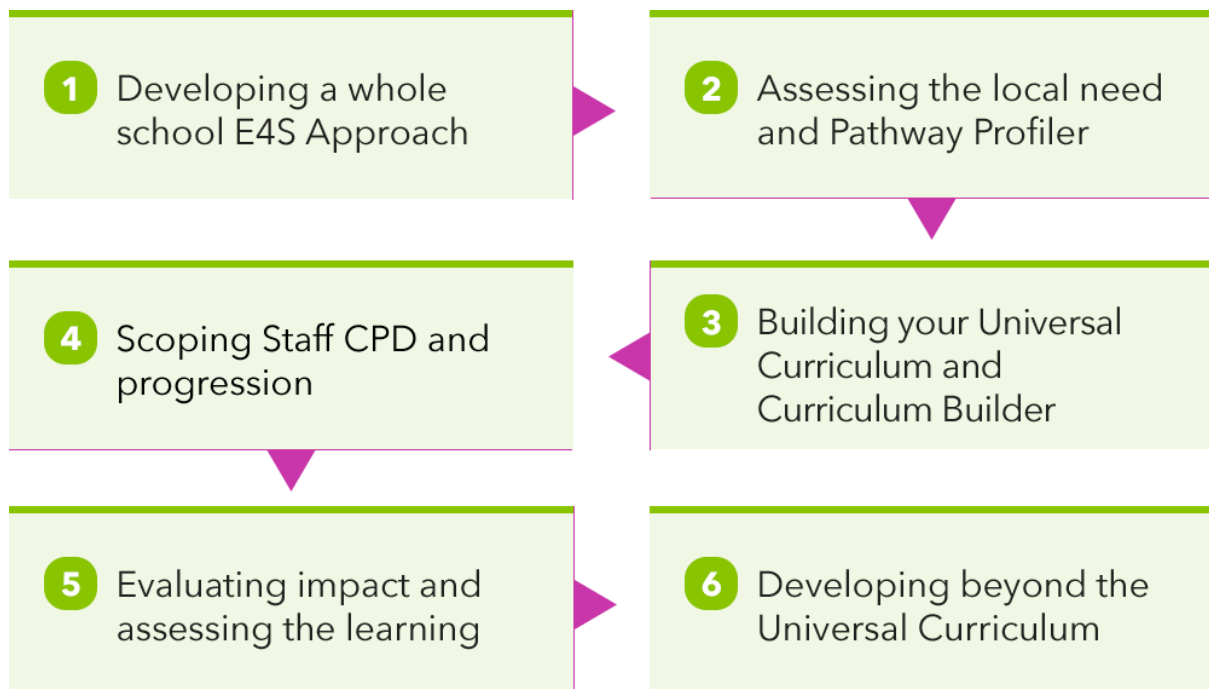 1 Developing a whole
school E4S Approach
2 Assessing the local need
and Pathway Profiler
3 Building your Universal
Curriculum and
Curriculum Builder
4 Scoping Staff CPD and
progression
5 Evaluating impact and
assessing the learning
6 Developing beyond the
Universal Curriculum